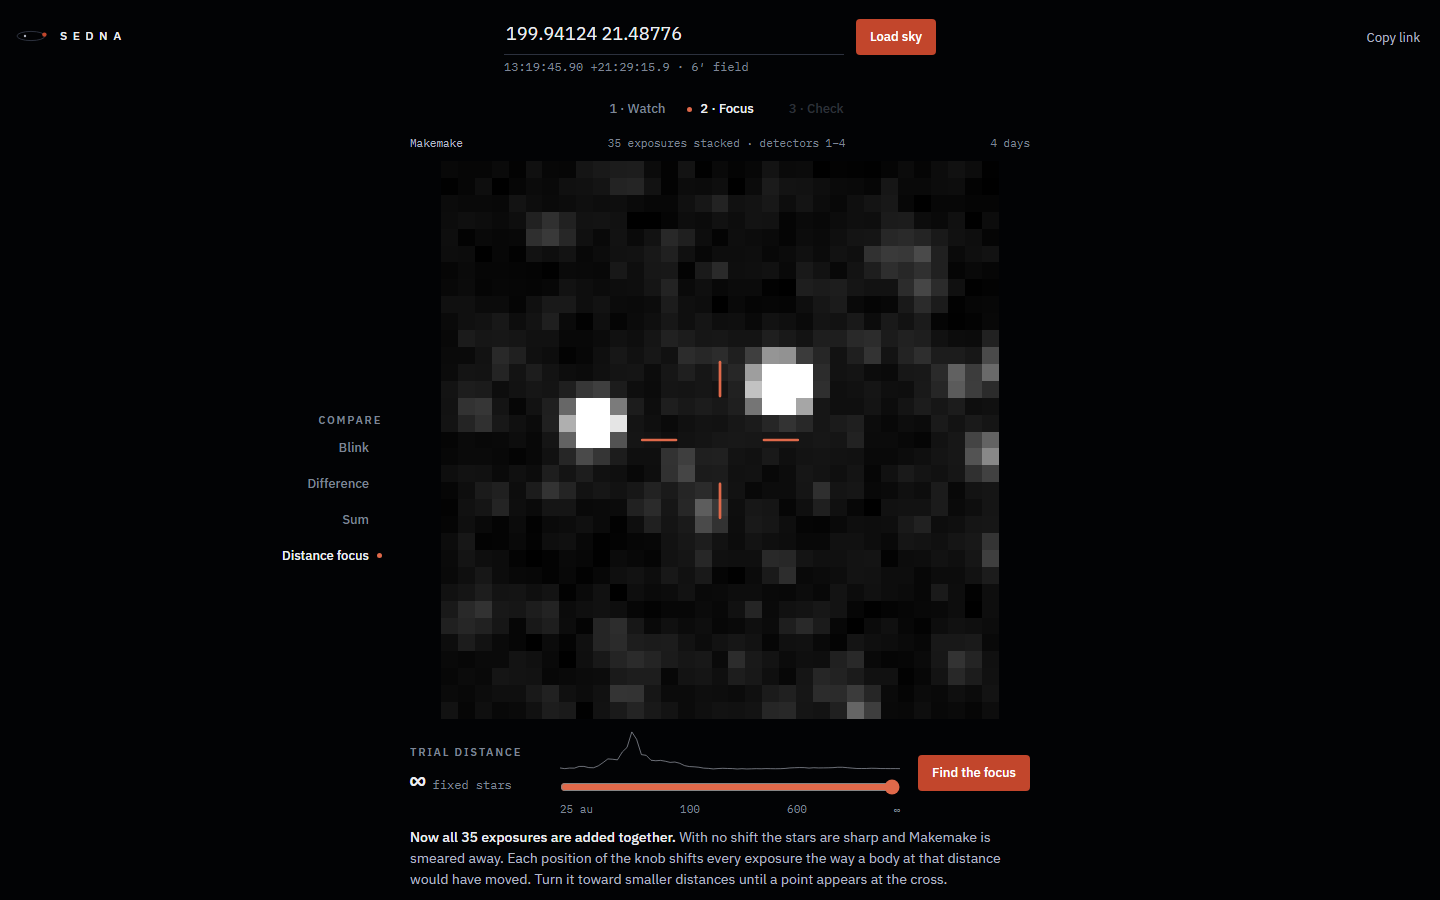 SEDNA
199.94124 21.48776
Load sky
Copy link
13:19:45.90 +21:29:15.9 · 6′ field
1 · Watch
2 · Focus
3 · Check
Makemake
35 exposures stacked · detectors 1–4
4 days
COMPARE
Blink
Difference
Sum
Distance focus
TRIAL DISTANCE
∞ fixed stars
Find the focus
25 au
100
600
∞
Now all 35 exposures are added together. With no shift the stars are sharp and Makemake is
smeared away. Each position of the knob shifts every exposure the way a body at that distance
would have moved. Turn it toward smaller distances until a point appears at the cross.